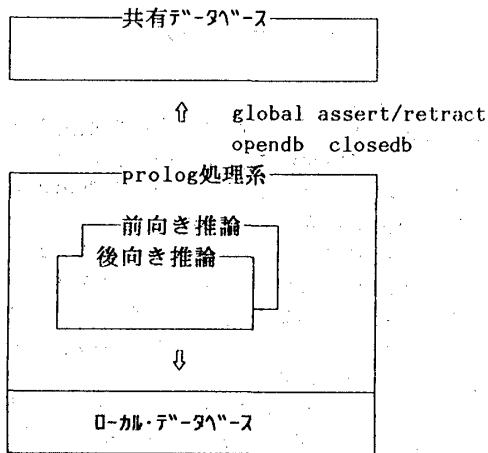 共有ﾃﾞｰﾀﾍﾞｰｽ
⇧ global assert/retract
opendb closedb
prolog処理系
前向き推論
後向き推論
⇩
ﾛｰｶﾙ･ﾃﾞｰﾀﾍﾞｰｽ